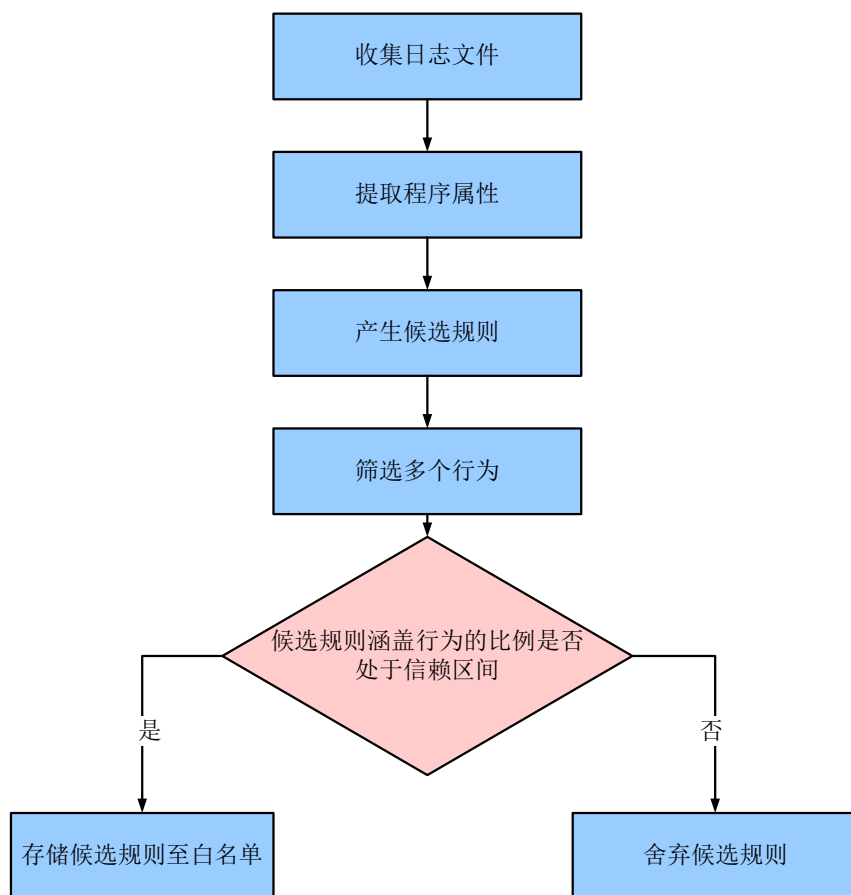 收集日志文件
提取程序属性
产生候选规则
筛选多个行为
候选规则涵盖行为的比例是否
处于信赖区间
是
否
存储候选规则至白名单
舍弃候选规则